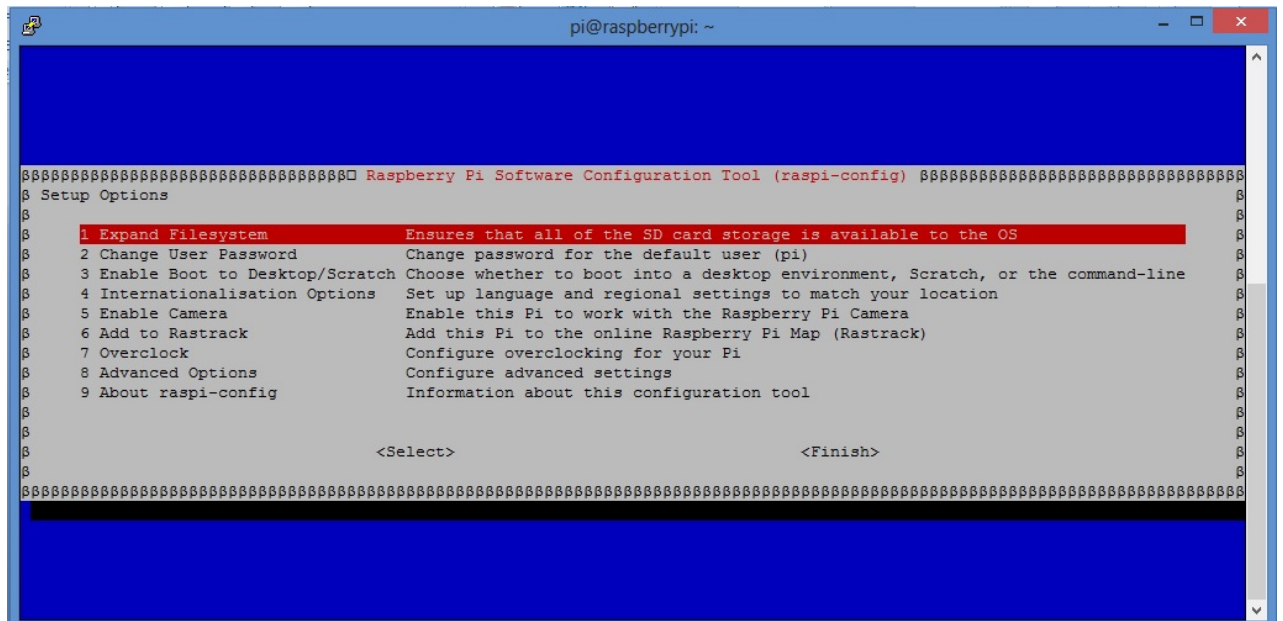 pi@raspberrypi: ~
ββββββββββββββββββββββββββββββββββ□ Raspberry Pi Software Configuration Tool (raspi-config) ββββββββββββββββββββββββββββββββββ
β Setup Options β
β β
β 1 Expand Filesystem Ensures that all of the SD card storage is available to the OS β
β 2 Change User Password Change password for the default user (pi) β
β 3 Enable Boot to Desktop/Scratch Choose whether to boot into a desktop environment, Scratch, or the command-line β
β 4 Internationalisation Options Set up language and regional settings to match your location β
β 5 Enable Camera Enable this Pi to work with the Raspberry Pi Camera β
β 6 Add to Rastrack Add this Pi to the online Raspberry Pi Map (Rastrack) β
β 7 Overclock Configure overclocking for your Pi β
β 8 Advanced Options Configure advanced settings β
β 9 About raspi-config Information about this configuration tool β
β β
β β
β <Select> <Finish> β
β β
ββββββββββββββββββββββββββββββββββββββββββββββββββββββββββββββββββββββββββββββββββββββββββββββββββββββββββββββββββββββββββββ